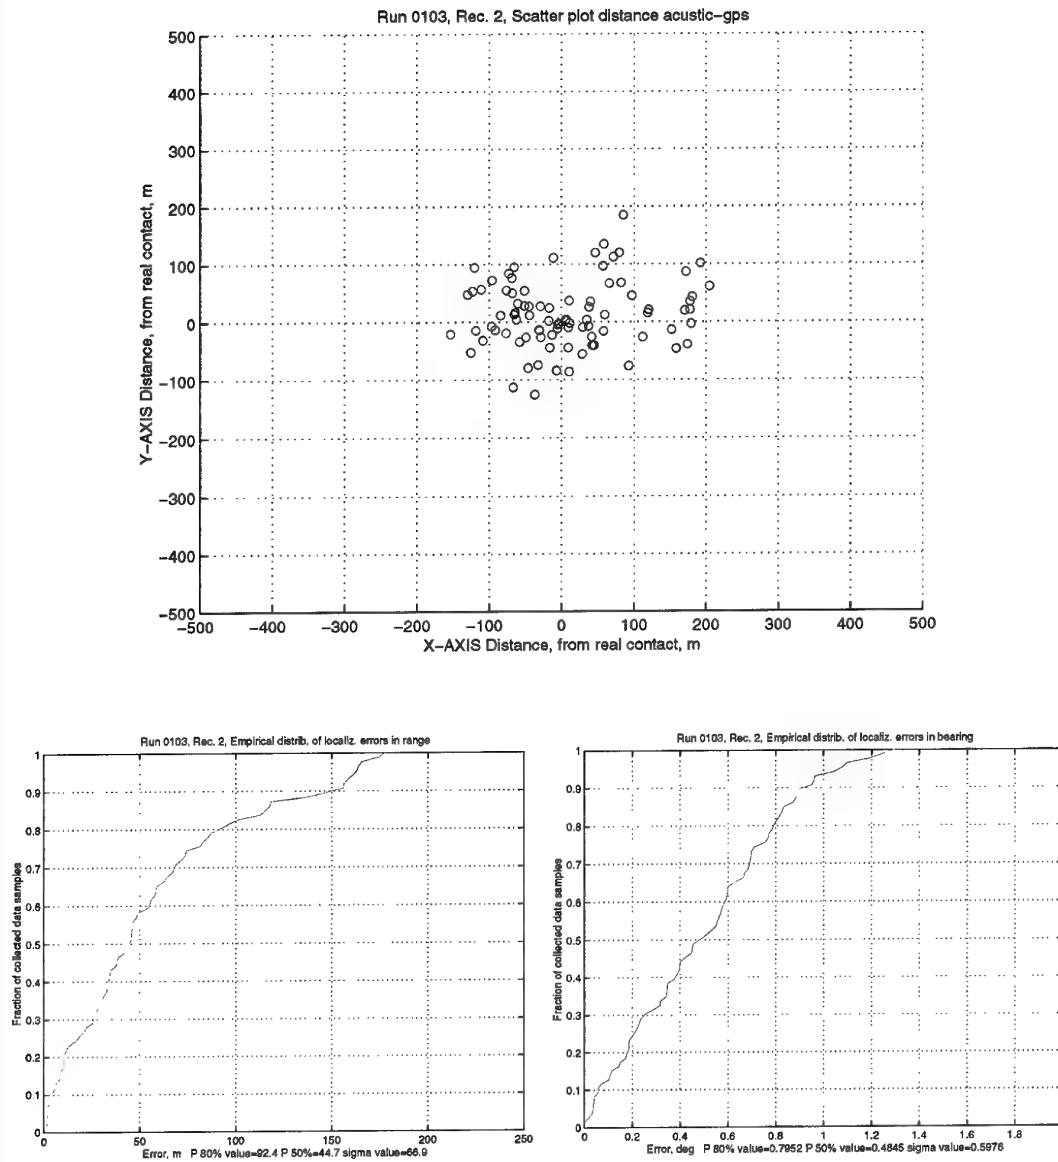 Run 0103, Rec. 2, Scatter plot distance acustic-gps
500
400
300
200
100
0
-100
-200
-300
-400
-500
Y-AXIS Distance, from real contact, m
-500 -400 -300 -200 -100 0 100 200 300 400 500
X-AXIS Distance, from real contact, m
Run 0103, Rec. 2, Empirical distrib. of localiz. errors in range
1
0.9
0.8
0.7
0.6
0.5
0.4
0.3
0.2
0.1
0
Fraction of collected data samples
0 50 100 150 200 250
Error, m P 80% value=92.4 P 50%=44.7 sigma value=66.9
Run 0103, Rec. 2, Empirical distrib. of localiz. errors in bearing
1
0.9
0.8
0.7
0.6
0.5
0.4
0.3
0.2
0.1
0
Fraction of collected data samples
0 0.2 0.4 0.6 0.8 1 1.2 1.4 1.6 1.8
Error, deg P 80% value=0.7952 P 50% value=0.4845 sigma value=0.5976